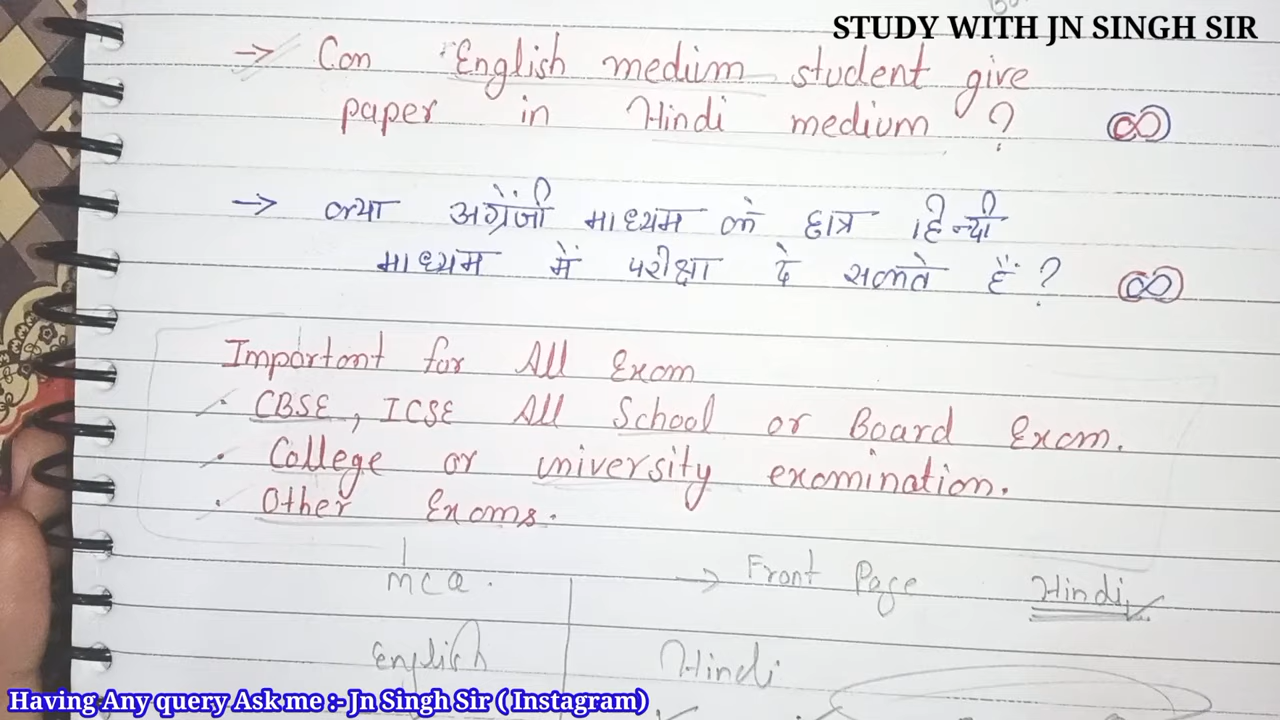 STUDY WITH JN SINGH SIR
→ Can English medium student give
paper in Hindi medium ?
→ क्या अंग्रेजी माध्यम के छात्र हिन्दी
माध्यम में परीक्षा दे सकते हैं ?
Important for All Exam
• CBSE, ICSE All School or Board Exam.
• College or university examination.
• Other Exams.
→ Front Page Hindi
mca.
English Hindi
Having Any query Ask me :- Jn Singh Sir ( Instagram)